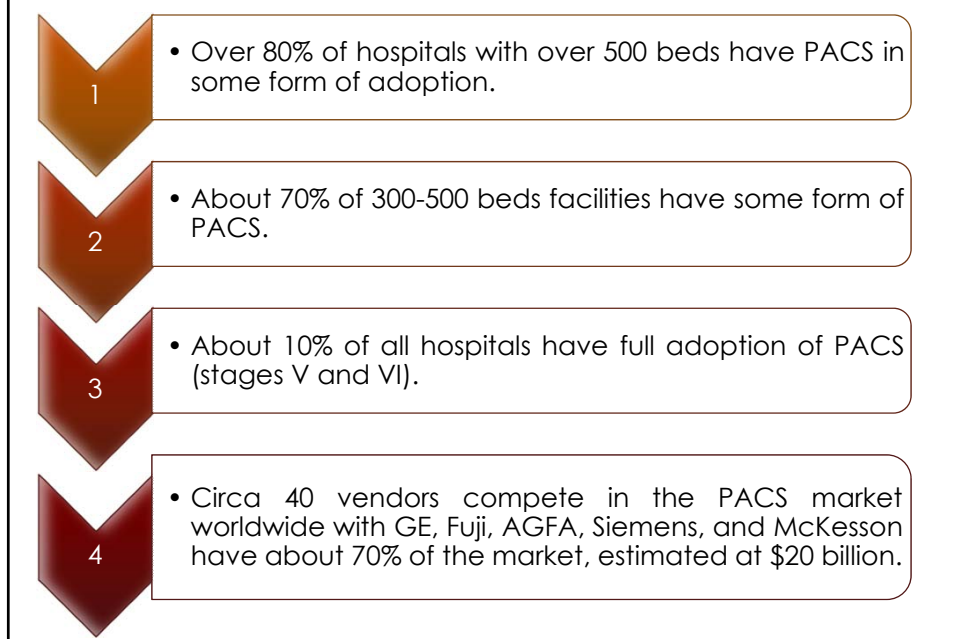 1
• Over 80% of hospitals with over 500 beds have PACS in
some form of adoption.
2
• About 70% of 300-500 beds facilities have some form of
PACS.
3
• About 10% of all hospitals have full adoption of PACS
(stages V and VI).
4
• Circa 40 vendors compete in the PACS market
worldwide with GE, Fuji, AGFA, Siemens, and McKesson
have about 70% of the market, estimated at $20 billion.